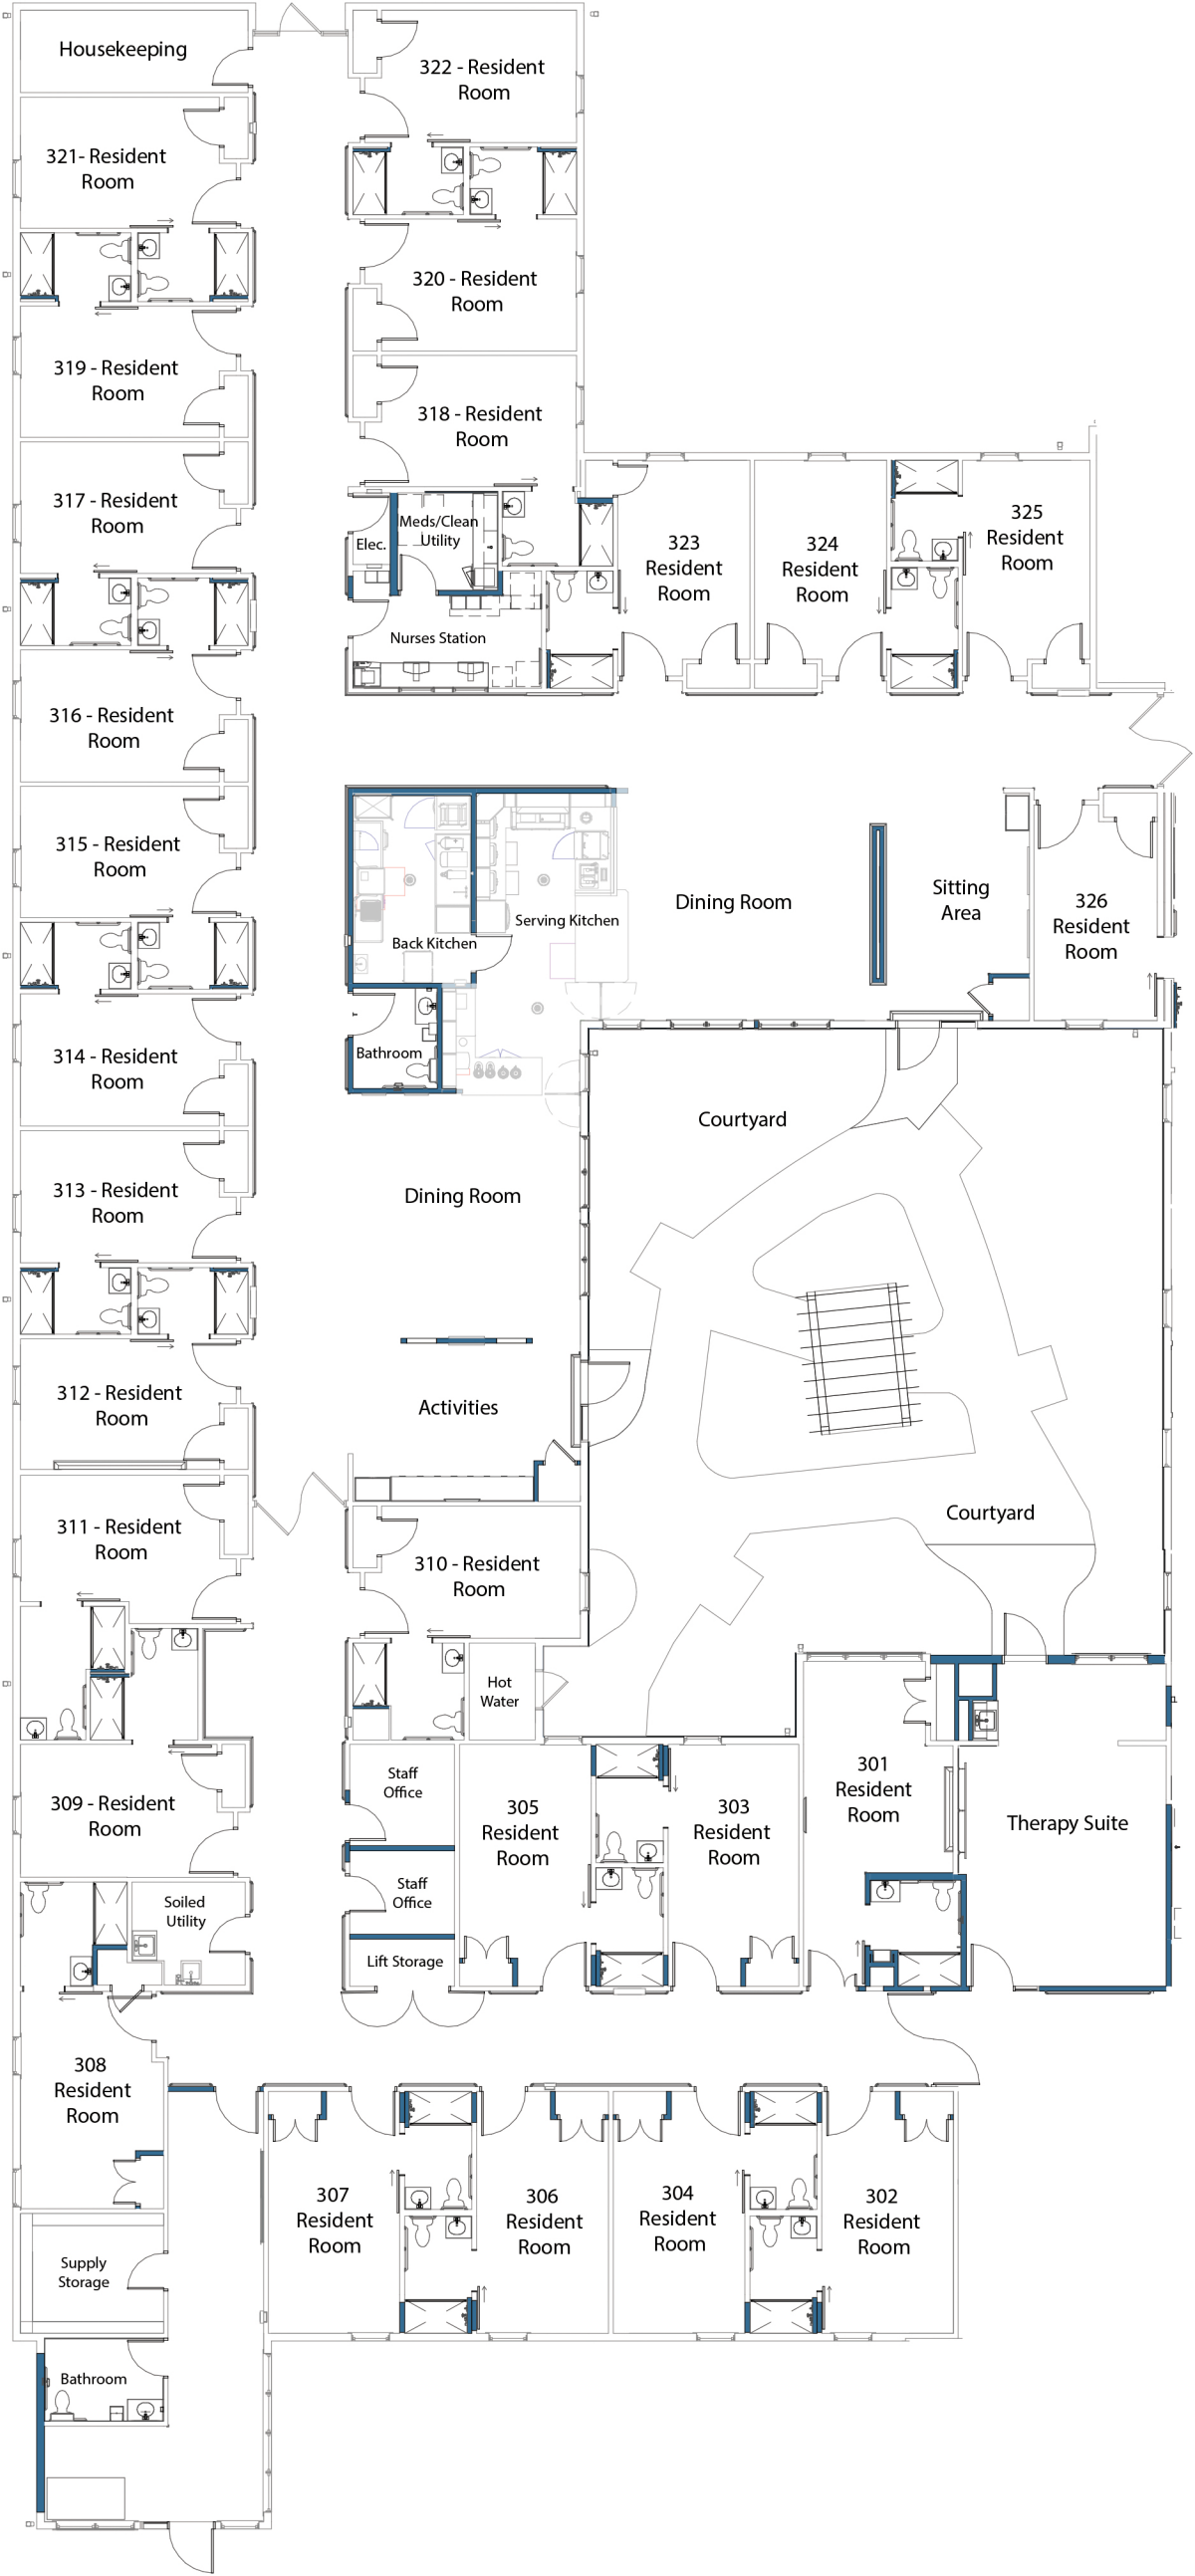 Housekeeping
322 - Resident
Room
321- Resident
Room
320 - Resident
Room
319 - Resident
Room
318 - Resident
Room
317 - Resident
Room
Elec.
Meds/Clean
Utility
Nurses Station
323
Resident
Room
324
Resident
Room
325
Resident
Room
316 - Resident
Room
315 - Resident
Room
Back Kitchen
Serving Kitchen
Dining Room
Sitting
Area
326
Resident
Room
314 - Resident
Room
Bathroom
Courtyard
313 - Resident
Room
Dining Room
312 - Resident
Room
Activities
311 - Resident
Room
310 - Resident
Room
Courtyard
Hot
Water
309 - Resident
Room
Staff
Office
305
Resident
Room
303
Resident
Room
301
Resident
Room
Therapy Suite
Soiled
Utility
Staff
Office
Lift Storage
308
Resident
Room
307
Resident
Room
306
Resident
Room
304
Resident
Room
302
Resident
Room
Supply
Storage
Bathroom